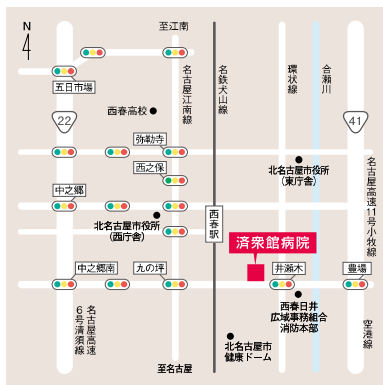 N
至江南
五日市場
名古屋江南線
名鉄犬山線
環状線
合瀬川
西春高校
22
41
弥勒寺
西之保
北名古屋市役所
(東庁舎)
名古屋高速11号小牧線
中之郷
北名古屋市役所
(西庁舎)
西春駅
済衆館病院
中之郷南
九の坪
井瀬木
豊場
名古屋高速
6号清須線
西春日井
広域事務組合
消防本部
空港線
北名古屋市
健康ドーム
至名古屋